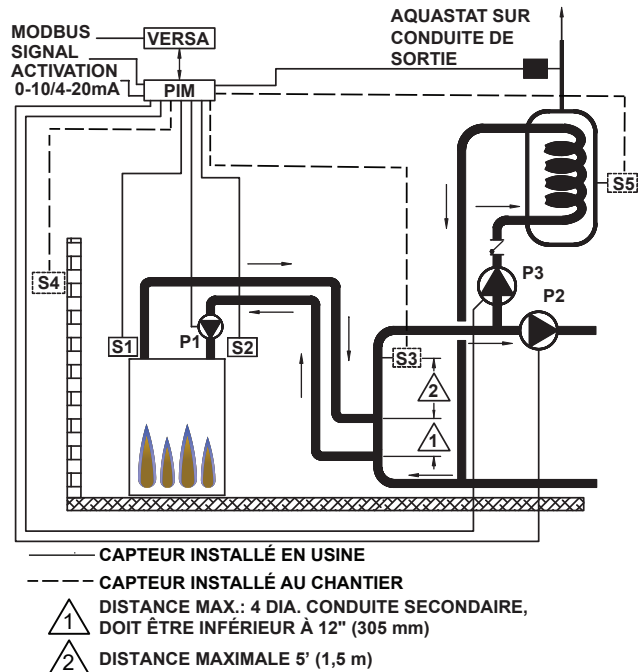 MODBUS
SIGNAL
ACTIVATION
0-10/4-20mA
VERSA
PIM
AQUASTAT SUR
CONDUITE DE
SORTIE
S5
S4
P3
P2
S1
P1
S2
S3
2
1
CAPTEUR INSTALLÉ EN USINE
CAPTEUR INSTALLÉ AU CHANTIER
1 DISTANCE MAX.: 4 DIA. CONDUITE SECONDAIRE,
DOIT ÊTRE INFÉRIEUR À 12" (305 mm)
2 DISTANCE MAXIMALE 5' (1,5 m)